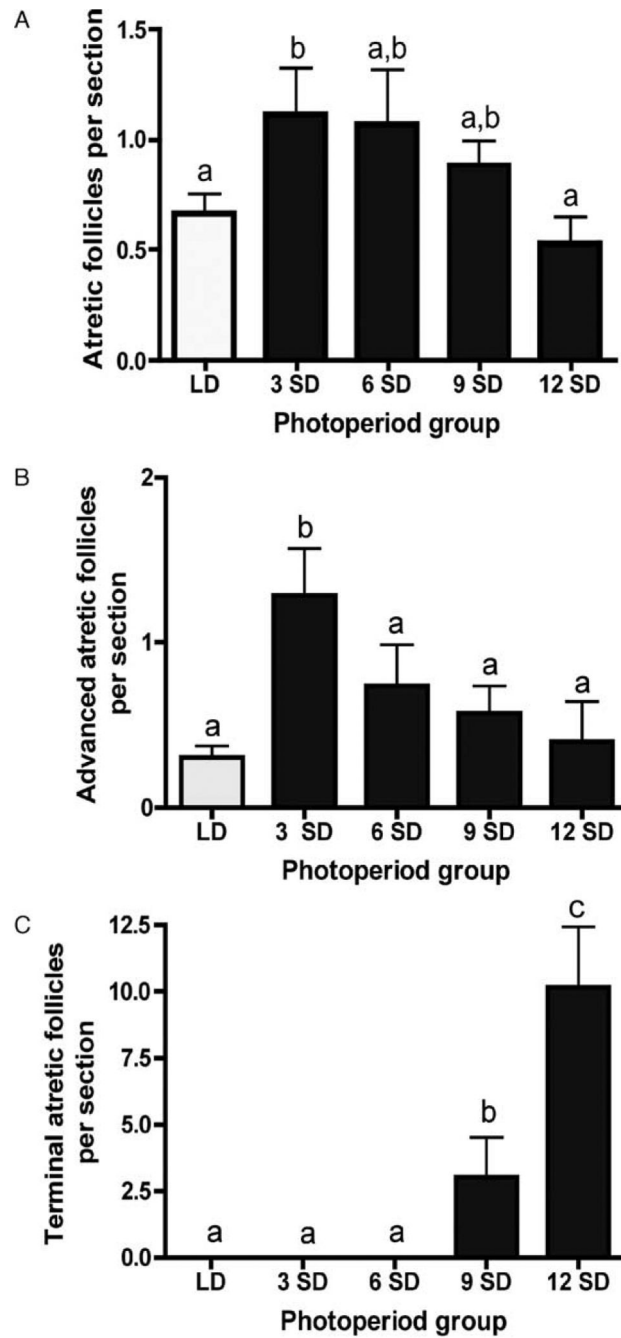 A
Atretic follicles per section
1.5
1.0
0.5
0.0
a
b
a,b
a,b
a
LD 3 SD 6 SD 9 SD 12 SD
Photoperiod group
B
Advanced atretic follicles
per section
2
1
0
a
b
a
a
a
LD 3 SD 6 SD 9 SD 12 SD
Photoperiod group
C
Terminal atretic follicles
per section
12.5
10.0
7.5
5.0
2.5
0.0
a
a
a
b
c
LD 3 SD 6 SD 9 SD 12 SD
Photoperiod group